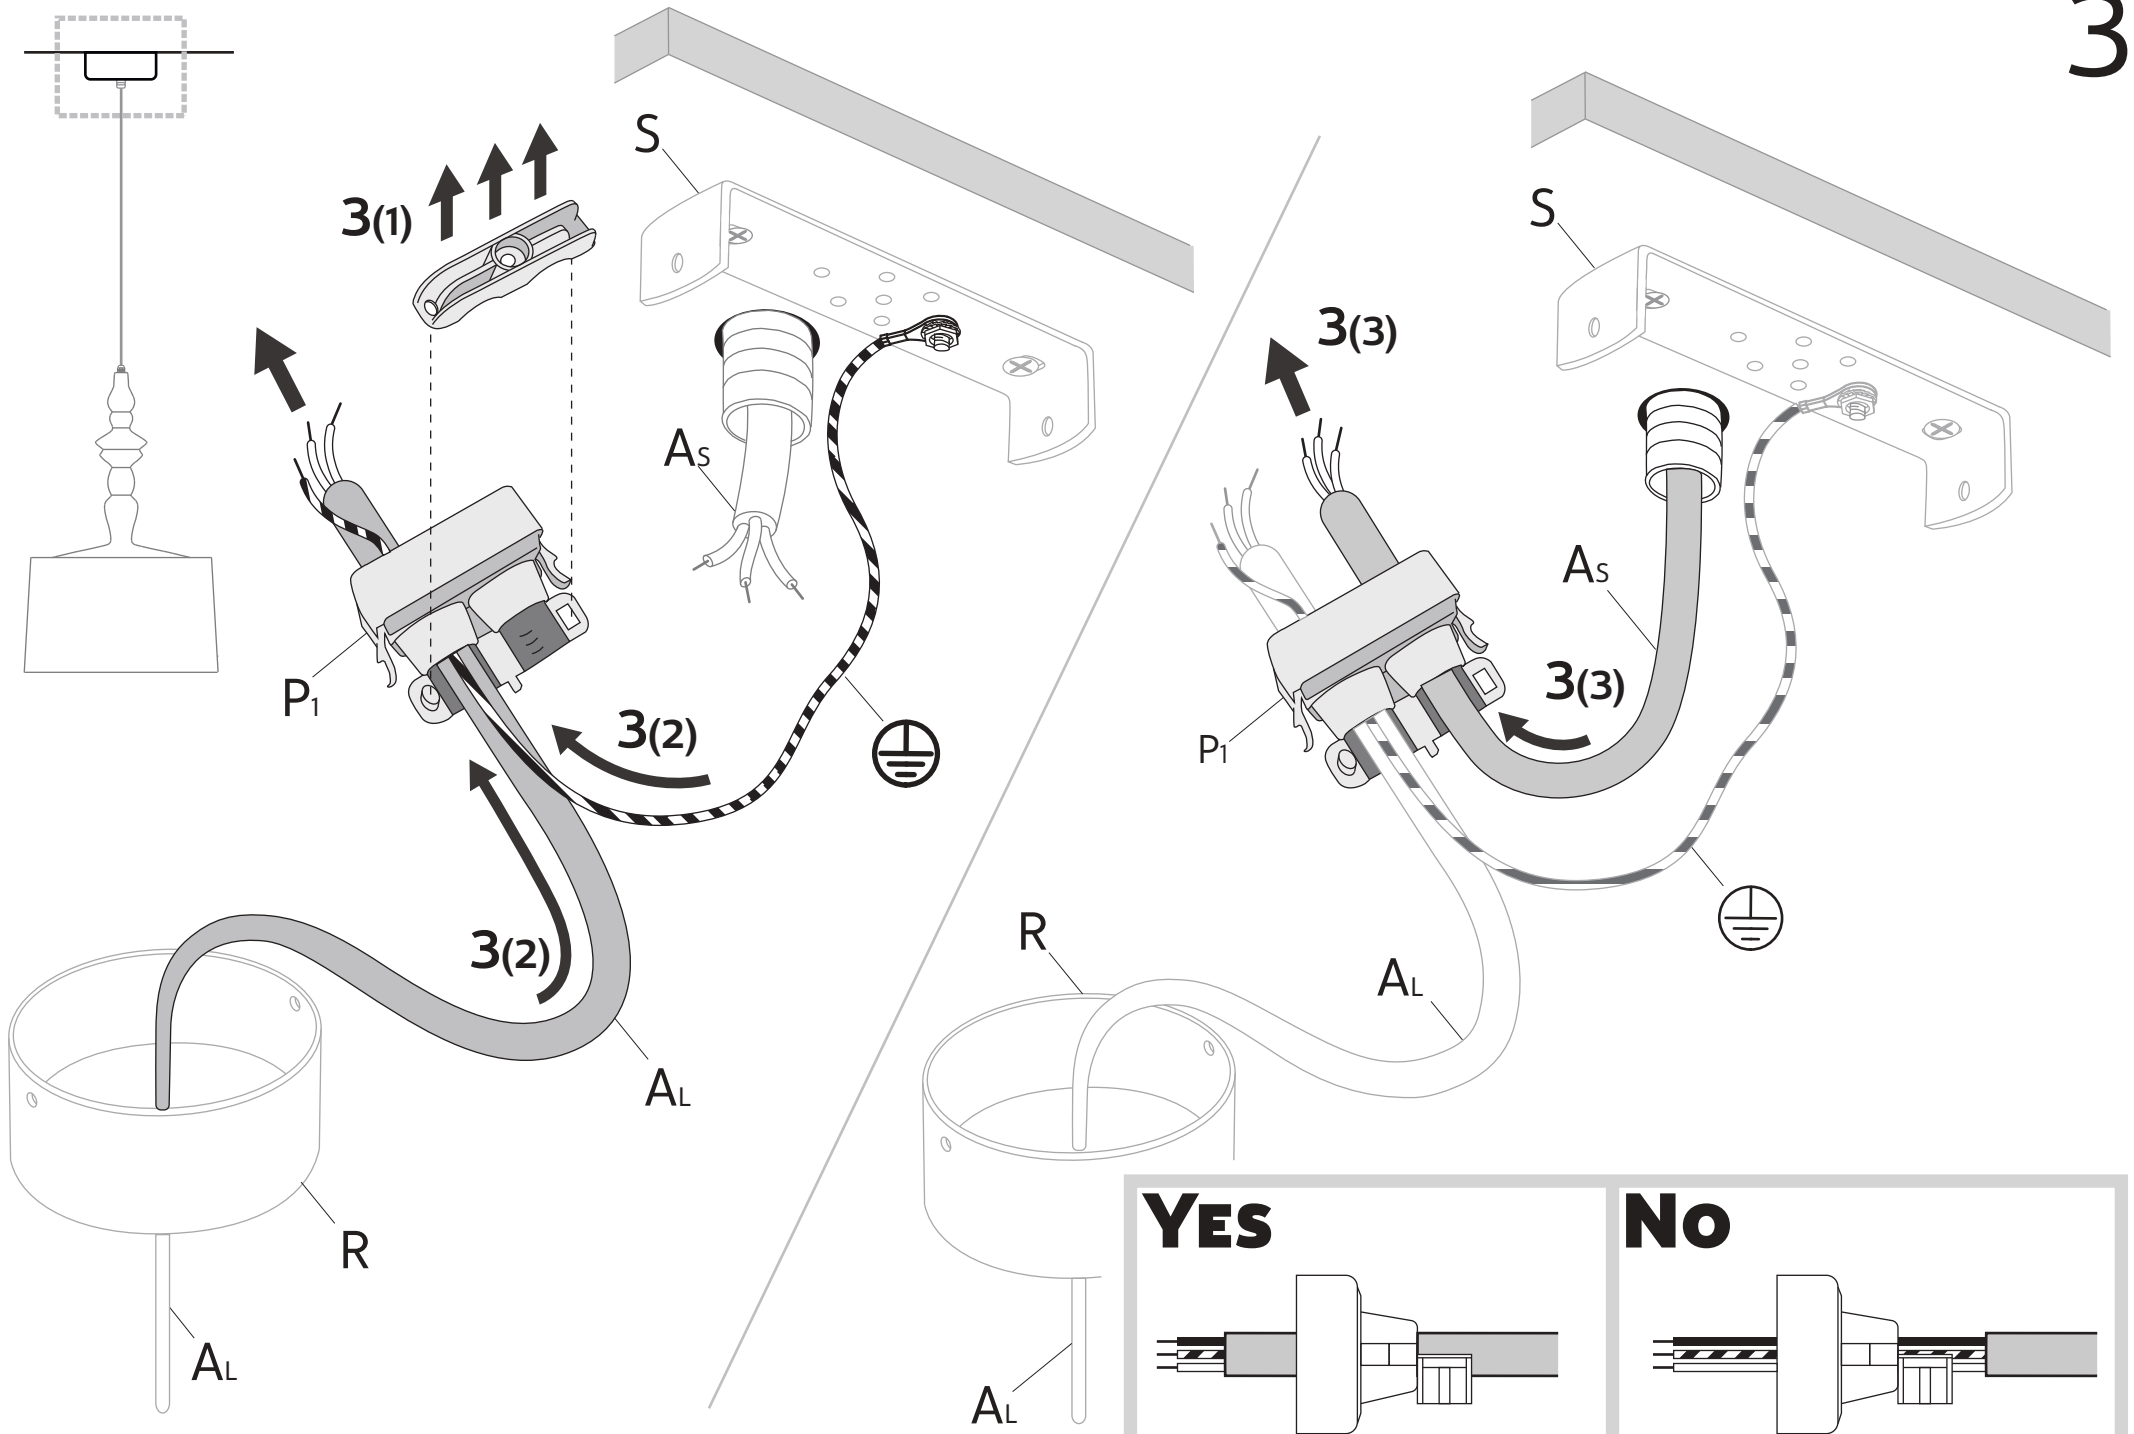 3
S
3(1)
AS
P1
3(2)
3(2)
AL
R
AL
S
3(3)
AS
3(3)
P1
R
AL
AL
YES
NO